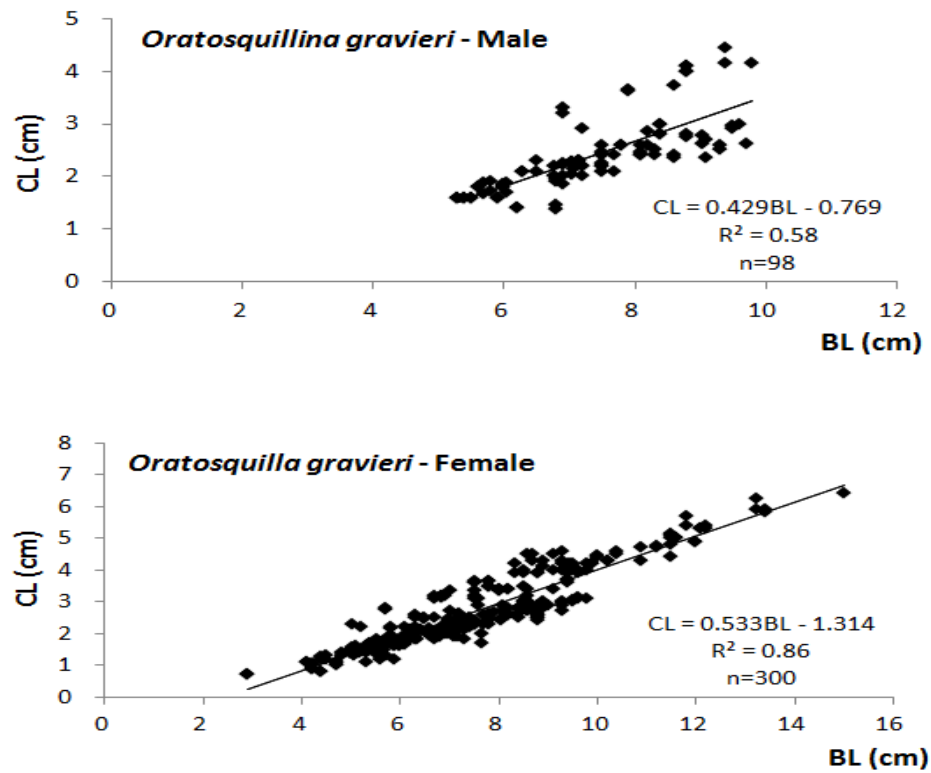 Oratosquillina gravieri - Male
CL (cm)
5
4
3
2
1
0
CL = 0.429BL - 0.769
R² = 0.58
n=98
0 2 4 6 8 10 12
BL (cm)
Oratosquilla gravieri - Female
CL (cm)
8
7
6
5
4
3
2
1
0
CL = 0.533BL - 1.314
R² = 0.86
n=300
0 2 4 6 8 10 12 14 16
BL (cm)